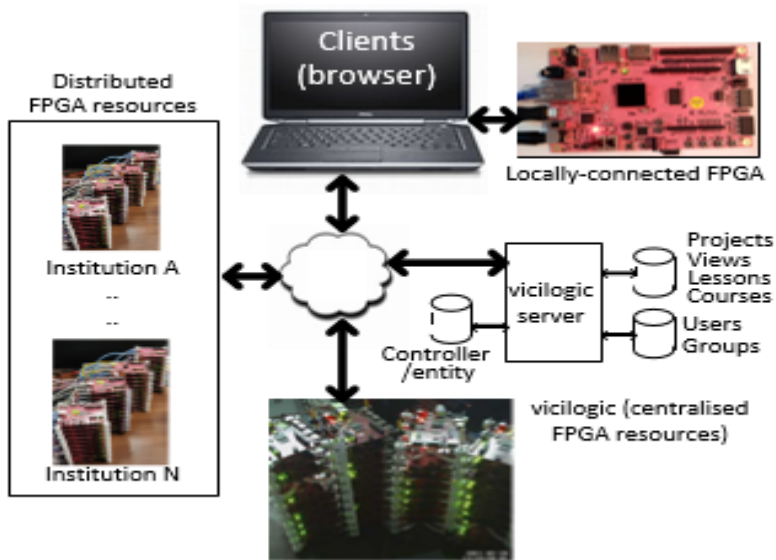 Clients
(browser)
Distributed
FPGA resources
Locally-connected FPGA
Institution A
..
..
Institution N
vicilogic
server
Projects
Views
Lessons
Courses
Users
Groups
Controller
/entity
vicilogic (centralised
FPGA resources)